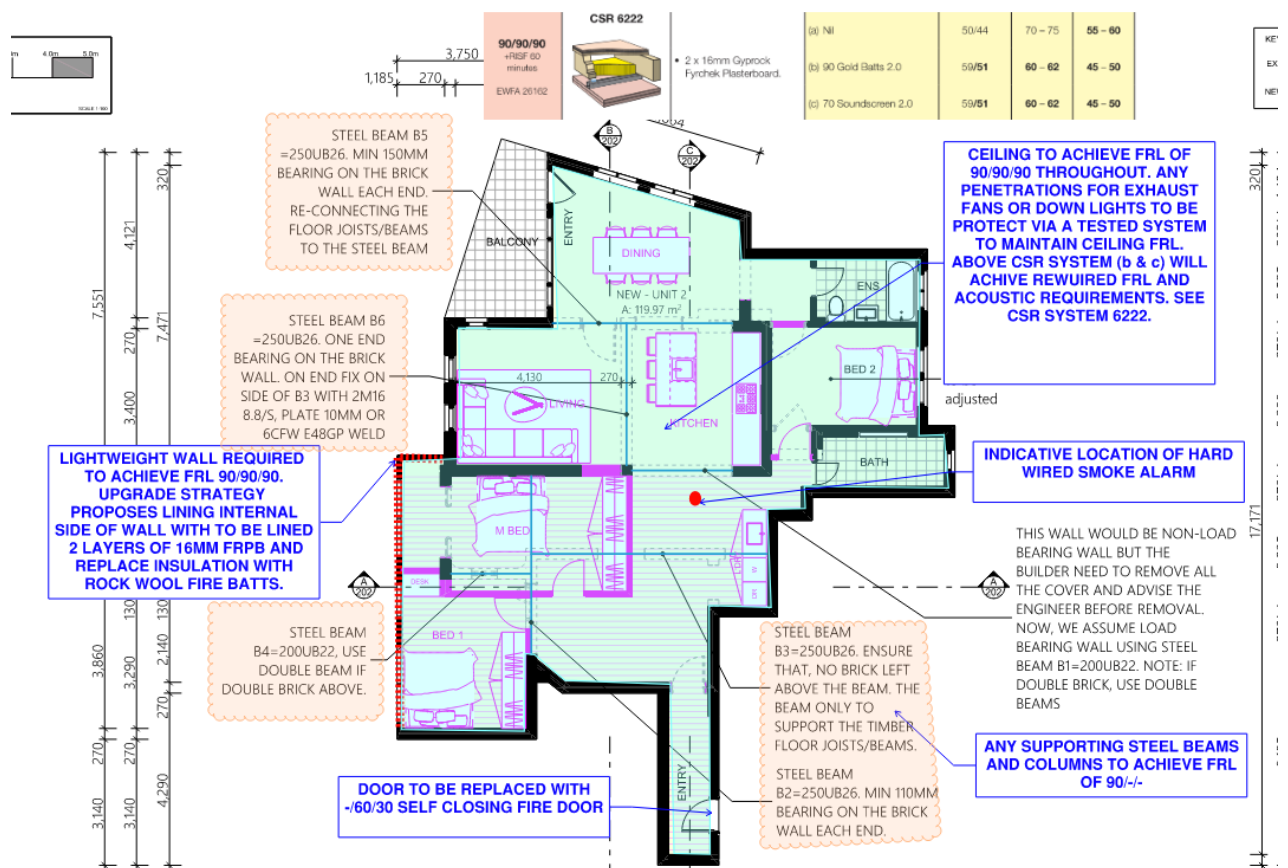 CSR 6222
90/90/90
+RISF 60
minutes
EWFA 26162
• 2 x 16mm Gyprock
Fyrchek Plasterboard.
(a) Nil 50/44 70 – 75 55 – 60
(b) 90 Gold Batts 2.0 59/51 60 – 62 45 – 50
(c) 70 Soundscreen 2.0 59/51 60 – 62 45 – 50
4.0m 5.0m
SCALE 1:100
3,750
1,185 270
B
202
C
202
STEEL BEAM B5
=250UB26. MIN 150MM
BEARING ON THE BRICK
WALL EACH END.
RE-CONNECTING THE
FLOOR JOISTS/BEAMS
TO THE STEEL BEAM
CEILING TO ACHIEVE FRL OF
90/90/90 THROUGHOUT. ANY
PENETRATIONS FOR EXHAUST
FANS OR DOWN LIGHTS TO BE
PROTECT VIA A TESTED SYSTEM
TO MAINTAIN CEILING FRL.
ABOVE CSR SYSTEM (b & c) WILL
ACHIVE REWUIRED FRL AND
ACOUSTIC REQUIREMENTS. SEE
CSR SYSTEM 6222.
adjusted
BALCONY
ENTRY
DINING
NEW - UNIT 2
A: 119.97 m²
ENS
BED 2
4,130 270
LIVING
KITCHEN
BATH
STEEL BEAM B6
=250UB26. ONE END
BEARING ON THE BRICK
WALL. ON END FIX ON
SIDE OF B3 WITH 2M16
8.8/S, PLATE 10MM OR
6CFW E48GP WELD
LIGHTWEIGHT WALL REQUIRED
TO ACHIEVE FRL 90/90/90.
UPGRADE STRATEGY
PROPOSES LINING INTERNAL
SIDE OF WALL WITH TO BE LINED
2 LAYERS OF 16MM FRPB AND
REPLACE INSULATION WITH
ROCK WOOL FIRE BATTS.
INDICATIVE LOCATION OF HARD
WIRED SMOKE ALARM
M BED
DESK
BED 1
LDY
W
DR
A
202
A
202
THIS WALL WOULD BE NON-LOAD
BEARING WALL BUT THE
BUILDER NEED TO REMOVE ALL
THE COVER AND ADVISE THE
ENGINEER BEFORE REMOVAL.
NOW, WE ASSUME LOAD
BEARING WALL USING STEEL
BEAM B1=200UB22. NOTE: IF
DOUBLE BRICK, USE DOUBLE
BEAMS
STEEL BEAM
B4=200UB22, USE
DOUBLE BEAM IF
DOUBLE BRICK ABOVE.
STEEL BEAM
B3=250UB26. ENSURE
THAT, NO BRICK LEFT
ABOVE THE BEAM. THE
BEAM ONLY TO
SUPPORT THE TIMBER
FLOOR JOISTS/BEAMS.
STEEL BEAM
B2=250UB26. MIN 110MM
BEARING ON THE BRICK
WALL EACH END.
ANY SUPPORTING STEEL BEAMS
AND COLUMNS TO ACHIEVE FRL
OF 90/-/-
DOOR TO BE REPLACED WITH
-/60/30 SELF CLOSING FIRE DOOR
ENTRY
7,551
3,860
270
3,140
4,121
270
3,400
130
3,290
270
3,140
320
7,471
130
2,140
270
4,290
320
17,171